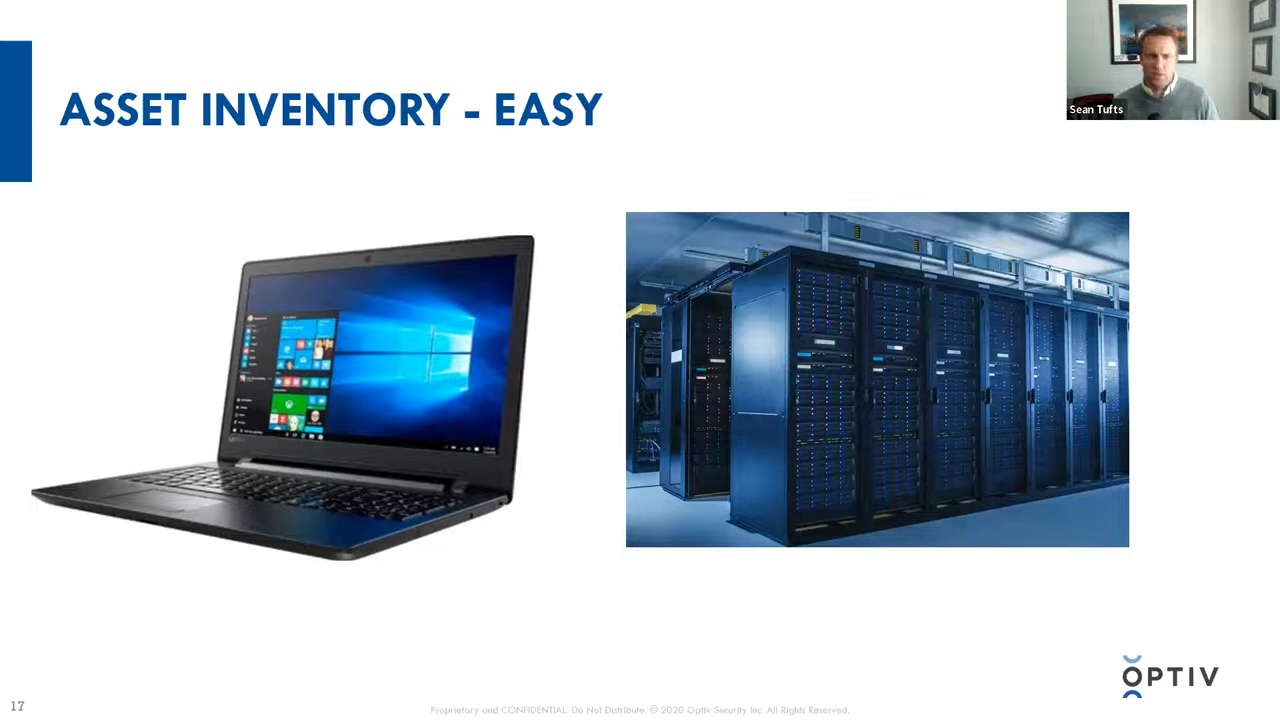 ASSET INVENTORY - EASY
Sean Tufts
OPTIV
17
Proprietary and CONFIDENTIAL. Do Not Distribute. © 2020 Optiv Security Inc. All Rights Reserved.